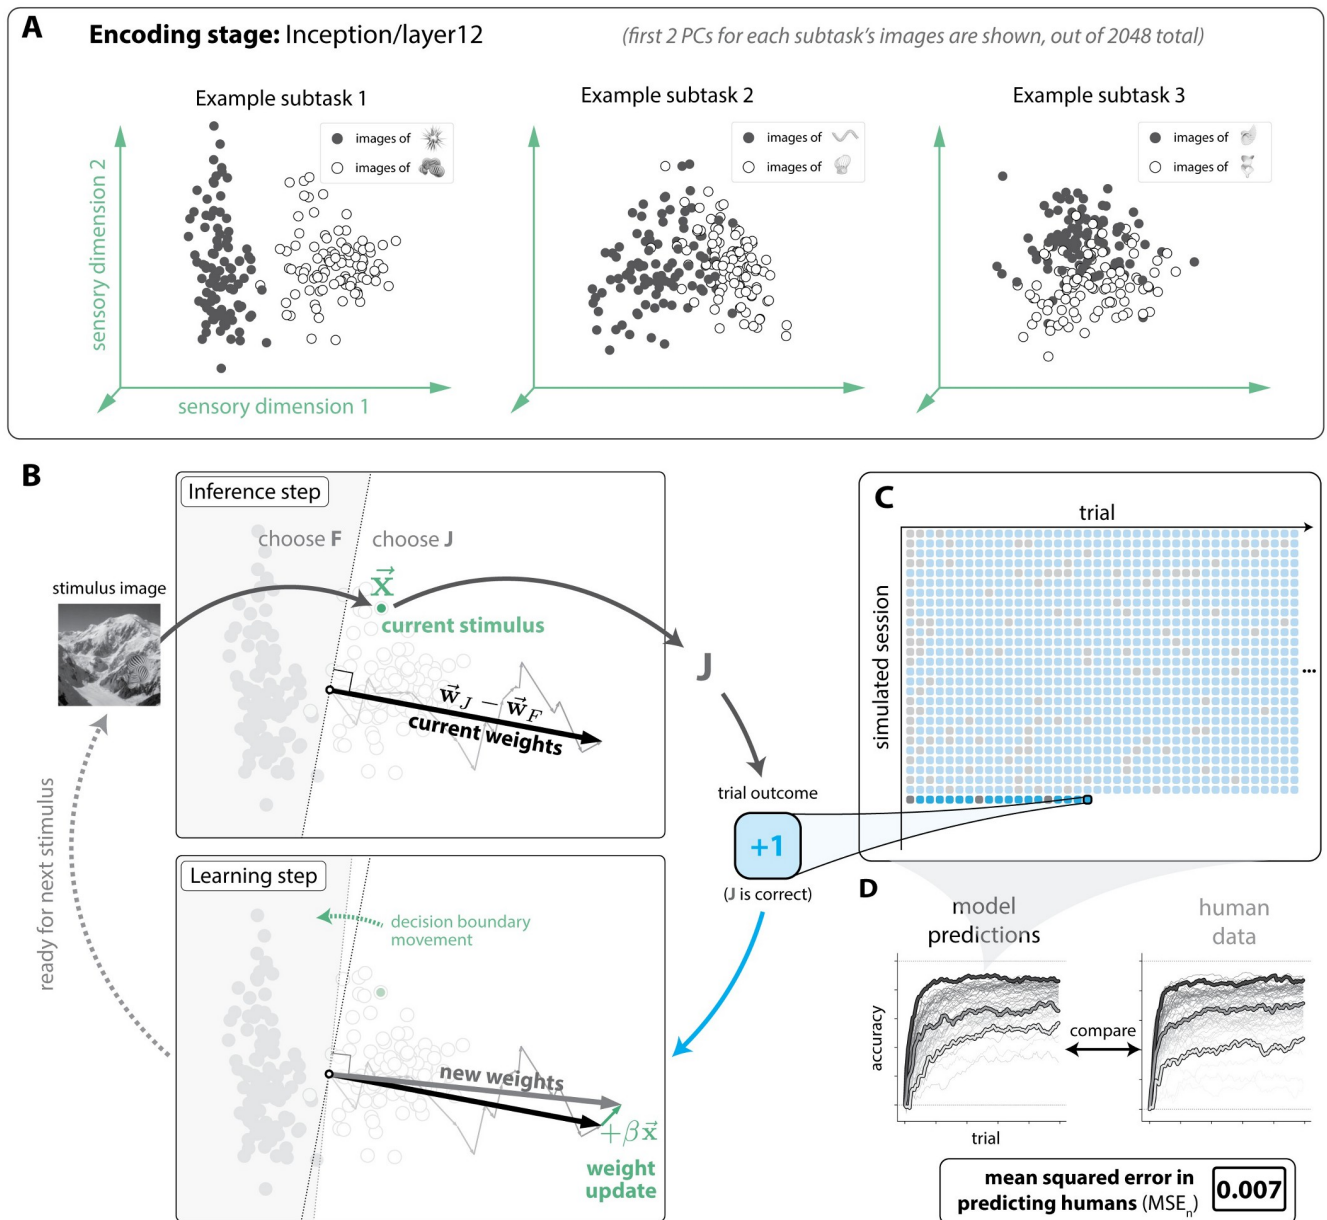 A
Encoding stage: Inception/layer12
(first 2 PCs for each subtask's images are shown, out of 2048 total)
Example subtask 1
images of
images of
Example subtask 2
images of
images of
Example subtask 3
images of
images of
sensory dimension 2
sensory dimension 1
B
Inference step
choose F
choose J
stimulus image
x⃗
current stimulus
w⃗_J − w⃗_F
current weights
J
trial outcome
+1
(J is correct)
ready for next stimulus
Learning step
decision boundary
movement
new weights
+βx⃗
weight
update
C
trial
simulated session
...
D
model
predictions
human
data
accuracy
compare
trial
mean squared error in
predicting humans (MSE_n)
0.007